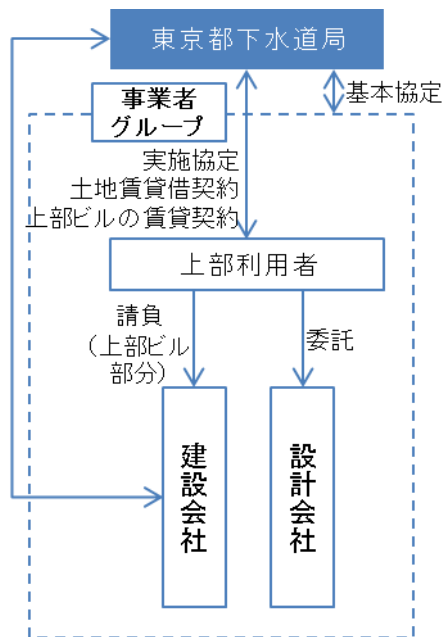 東京都下水道局
基本協定
事業者
グループ
実施協定
土地賃貸借契約
上部ビルの賃貸契約
上部利用者
請負
（上部ビル
部分）
委託
建設会社
設計会社